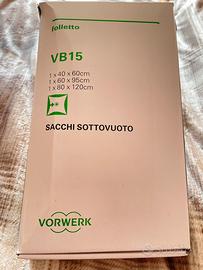 folletto
VB15
1 x 40 x 60cm
1 x 60 x 95cm
1 x 80 x 120cm
SACCHI SOTTOVUOTO
VORWERK